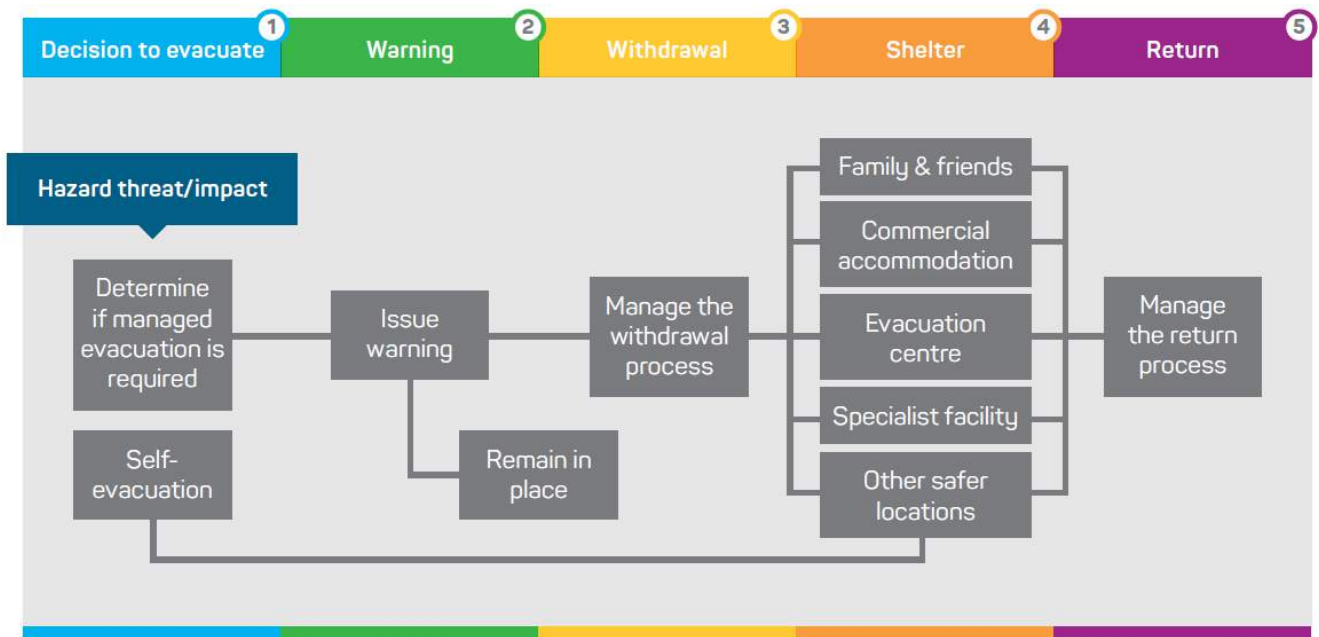 1
2
3
4
5
Decision to evacuate
Warning
Withdrawal
Shelter
Return
Hazard threat/impact
Determine
if managed
evacuation is
required
Self-
evacuation
Issue
warning
Remain in
place
Manage the
withdrawal
process
Family & friends
Commercial
accommodation
Evacuation
centre
Specialist facility
Other safer
locations
Manage
the return
process